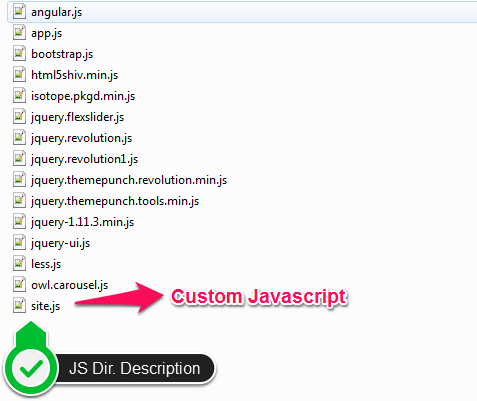 angular.js
app.js
bootstrap.js
html5shiv.min.js
isotope.pkgd.min.js
jquery.flexslider.js
jquery.revolution.js
jquery.revolution1.js
jquery.themepunch.revolution.min.js
jquery.themepunch.tools.min.js
jquery-1.11.3.min.js
jquery-ui.js
less.js
owl.carousel.js
site.js
Custom Javascript
JS Dir. Description